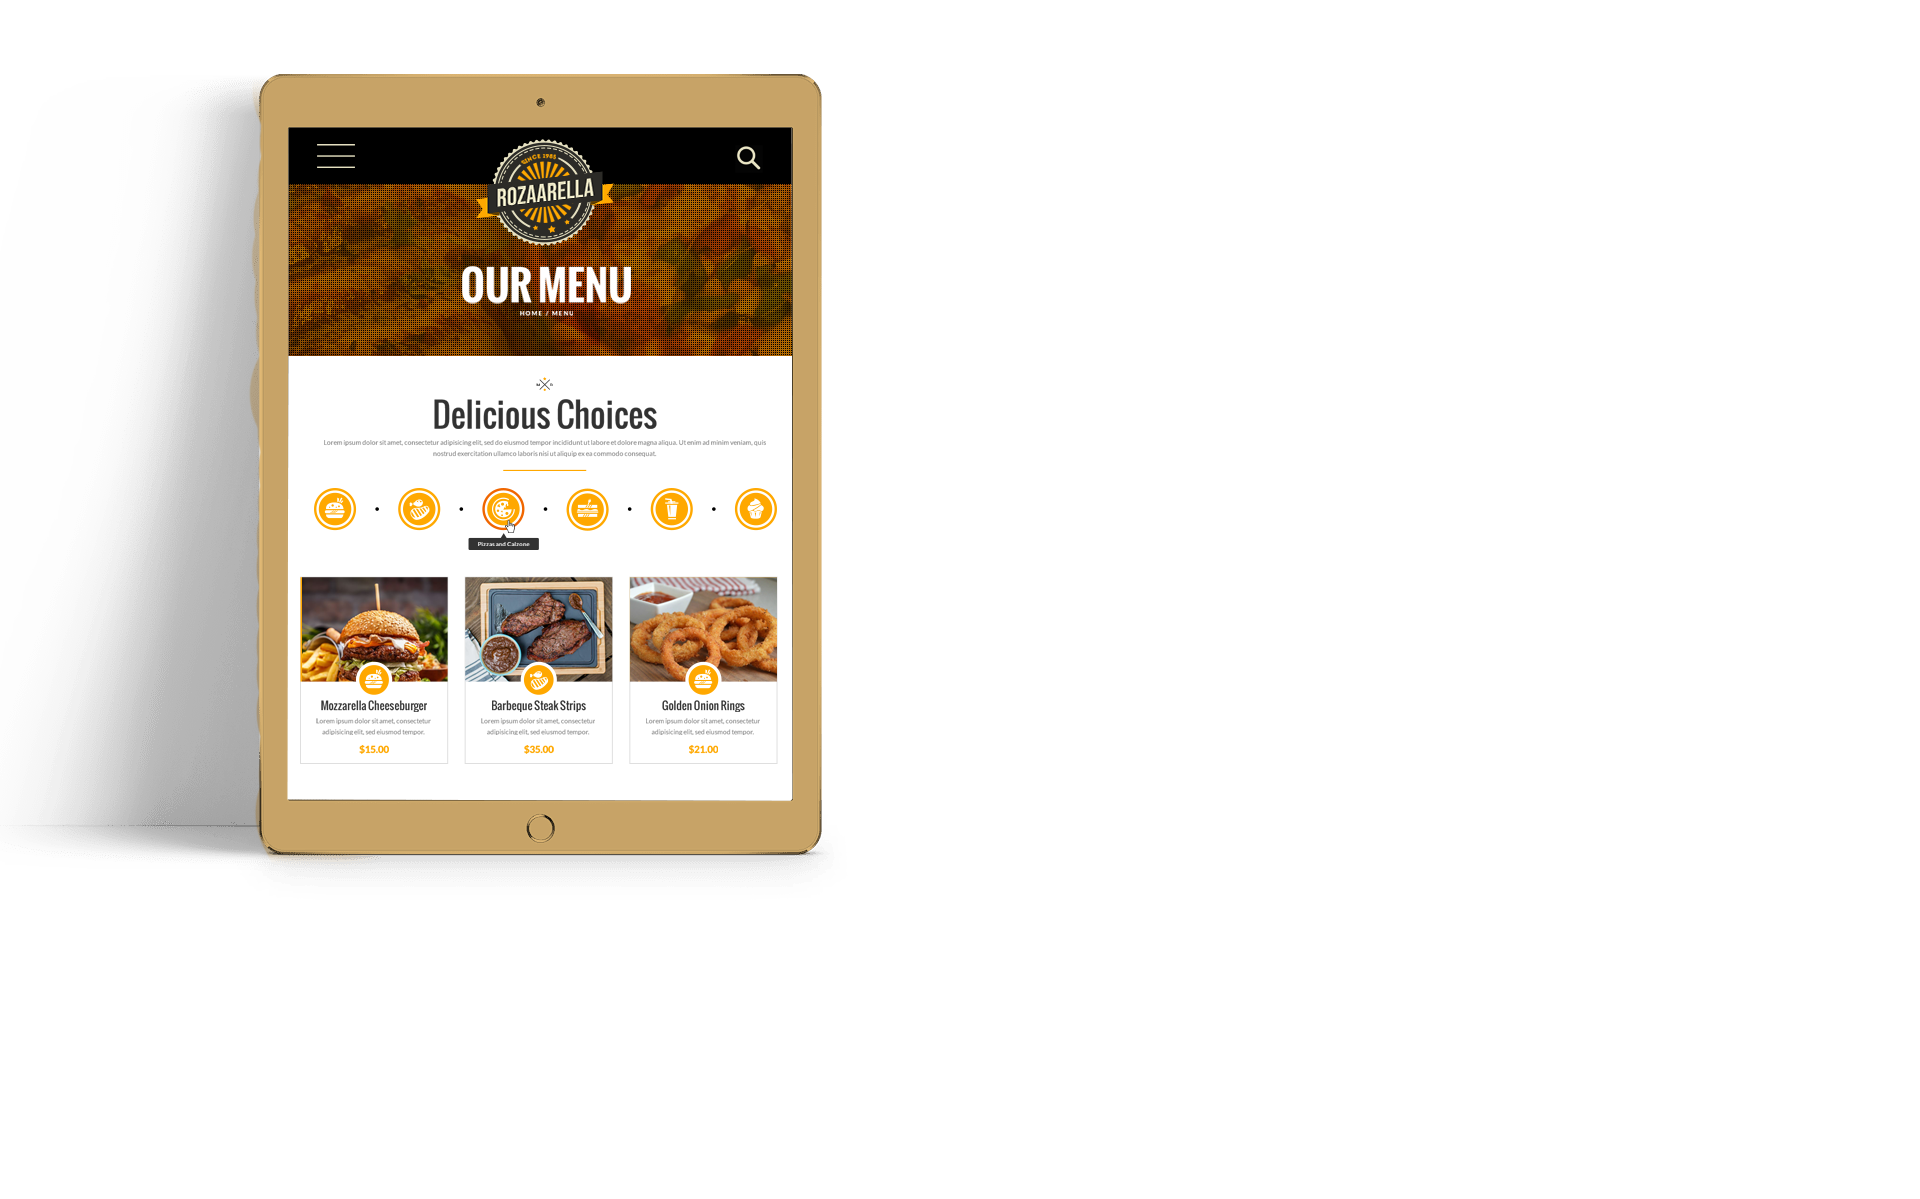 SINCE 1985
ROZAARELLA
OUR MENU
HOME / MENU
Delicious Choices
Lorem ipsum dolor sit amet, consectetur adipisicing elit, sed do eiusmod tempor incididunt ut labore et dolore magna aliqua. Ut enim ad minim veniam, quis
nostrud exercitation ullamco laboris nisi ut aliquip ex ea commodo consequat.
Pizzas and Calzone
Mozzarella Cheeseburger
Lorem ipsum dolor sit amet, consectetur
adipisicing elit, sed eiusmod tempor.
$15.00
Barbeque Steak Strips
Lorem ipsum dolor sit amet, consectetur
adipisicing elit, sed eiusmod tempor.
$35.00
Golden Onion Rings
Lorem ipsum dolor sit amet, consectetur
adipisicing elit, sed eiusmod tempor.
$21.00